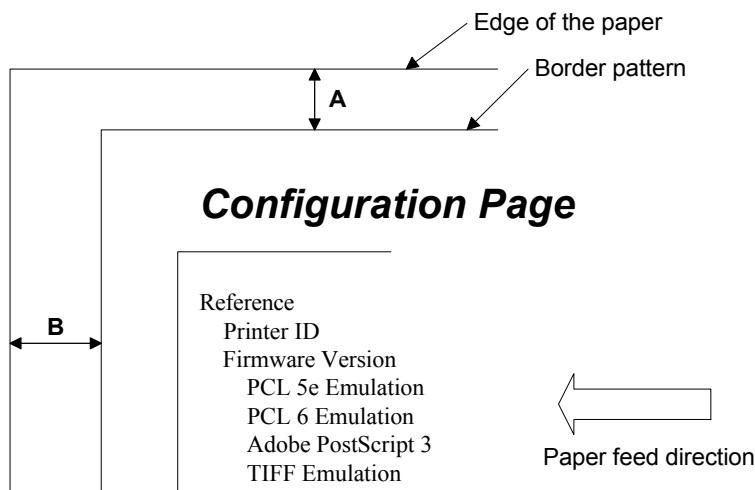 Edge of the paper
Border pattern
A
Configuration Page
B
Reference
Printer ID
Firmware Version
PCL 5e Emulation
PCL 6 Emulation
Adobe PostScript 3
TIFF Emulation
Paper feed direction